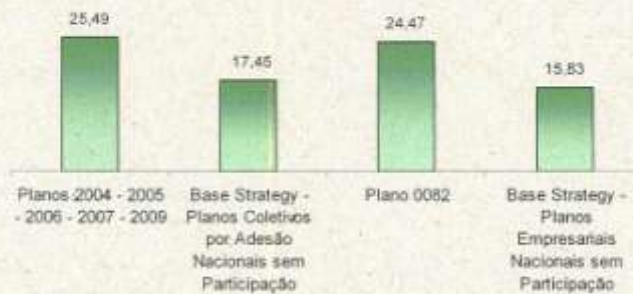 25,49
17,45
24,47
15,83
Planos 2004 - 2005
- 2006 - 2007 - 2009
Base Strategy -
Planos Coletivos
por Adesão
Nacionais sem
Participação
Plano 0082
Base Strategy -
Planos
Empresariais
Nacionais sem
Participação